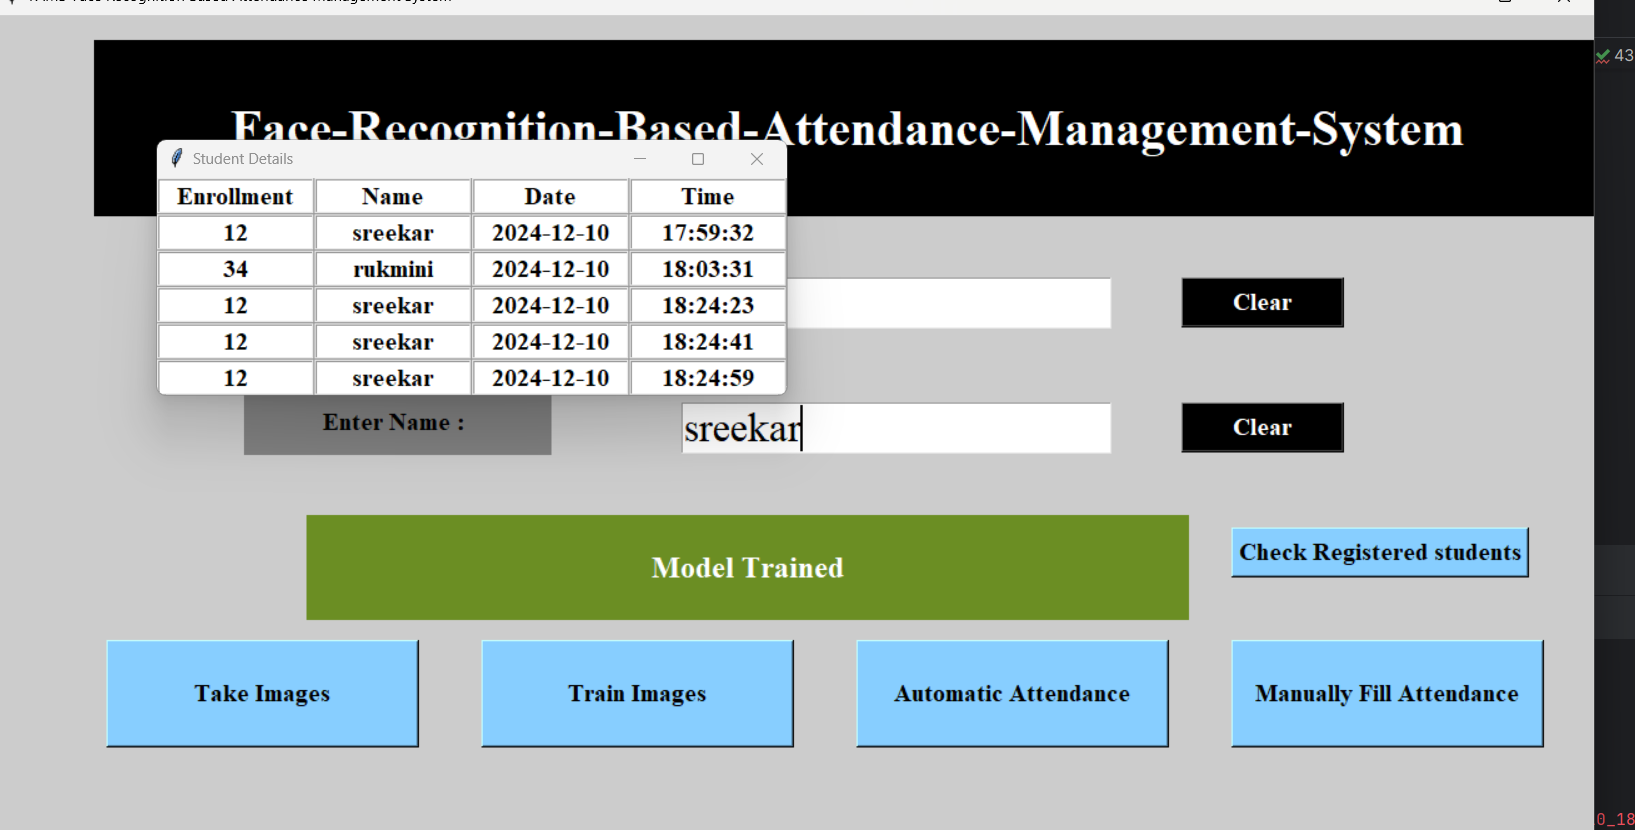 Face-Recognition-Based-Attendance-Management-System
43
Student Details
Enrollment Name Date Time
12 sreekar 2024-12-10 17:59:32
34 rukmini 2024-12-10 18:03:31
12 sreekar 2024-12-10 18:24:23
12 sreekar 2024-12-10 18:24:41
12 sreekar 2024-12-10 18:24:59
Clear
Enter Name : sreekar Clear
Model Trained
Check Registered students
Take Images Train Images Automatic Attendance Manually Fill Attendance
0_18